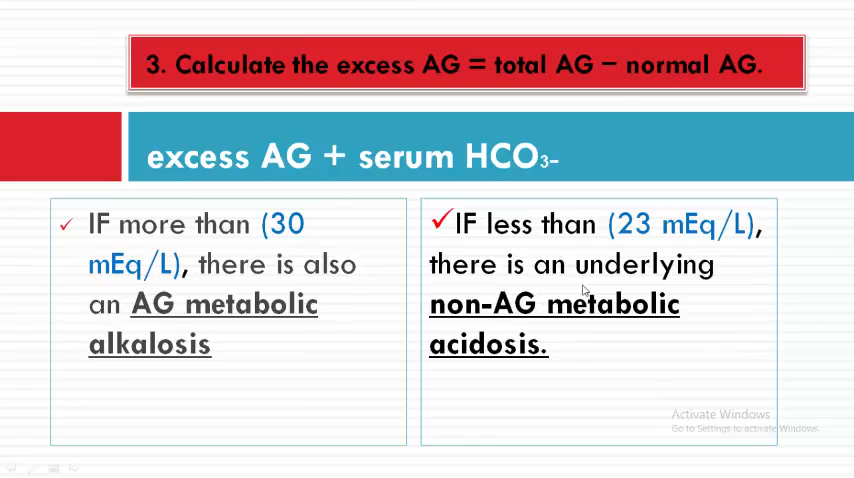 3. Calculate the excess AG = total AG – normal AG.
excess AG + serum HCO3–
✓ IF more than (30
mEq/L), there is also
an AG metabolic
alkalosis
✓IF less than (23 mEq/L),
there is an underlying
non-AG metabolic
acidosis.
Activate Windows
Go to Settings to activate Windows.